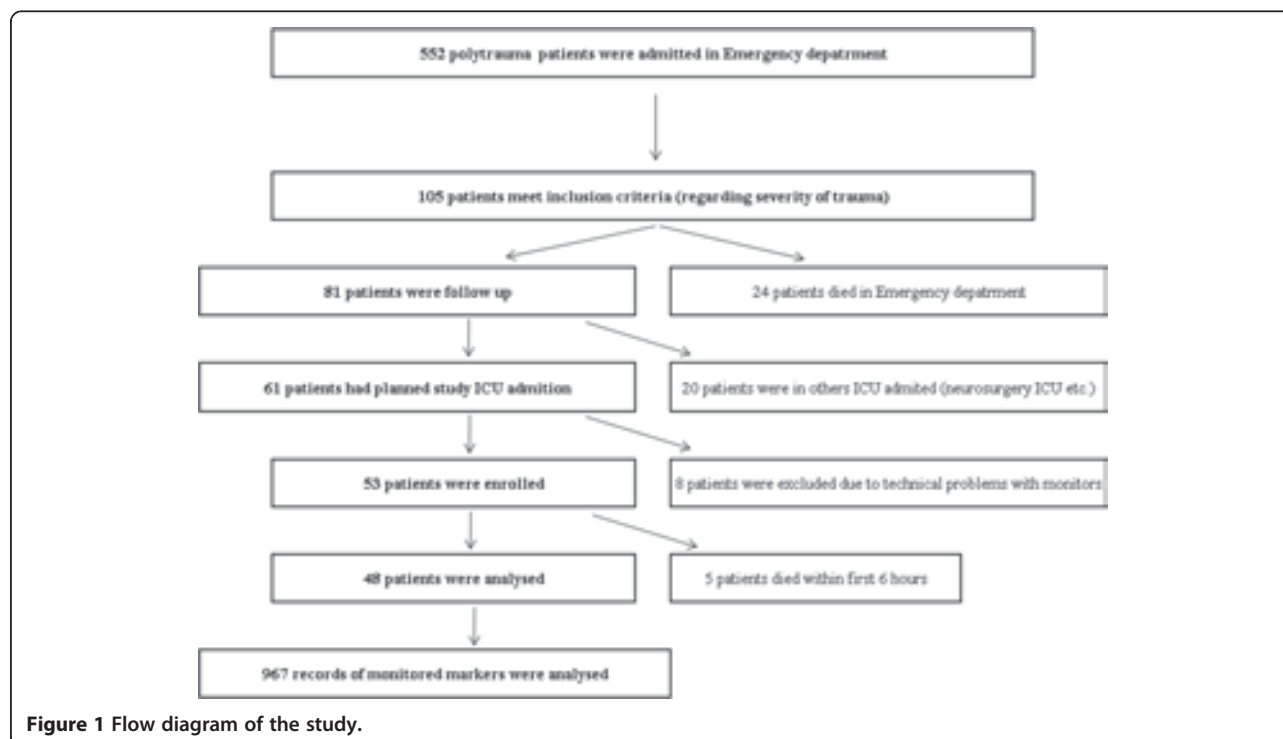 552 polytrauma patients were admitted in Emergency depatrment
105 patients meet inclusion criteria (regarding severity of trauma)
81 patients were follow up
24 patients died in Emergency depatrment
61 patients had planned study ICU admition
20 patients were in others ICU admited (neurosurgery ICU etc.)
53 patients were enrolled
8 patients were excluded due to technical problems with monitors
48 patients were analysed
5 patients died within first 6 hours
967 records of monitored markers were analysed
Figure 1 Flow diagram of the study.